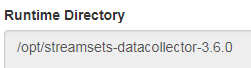 Runtime Directory
/opt/streamsets-datacollector-3.6.0